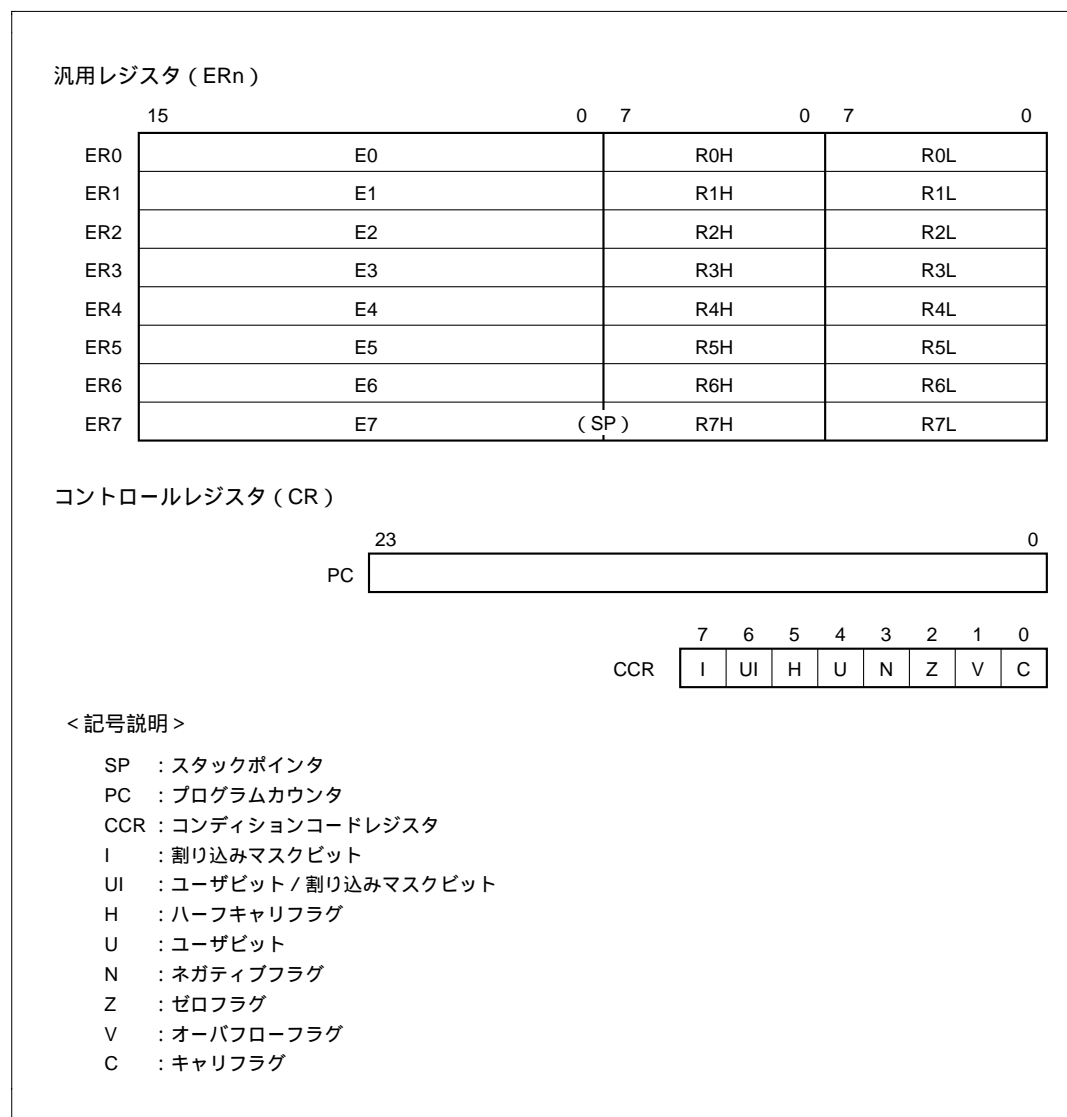 汎用レジスタ（ERn）
15 0 7 0 7 0
ER0 E0 R0H R0L
ER1 E1 R1H R1L
ER2 E2 R2H R2L
ER3 E3 R3H R3L
ER4 E4 R4H R4L
ER5 E5 R5H R5L
ER6 E6 R6H R6L
ER7 E7 （SP） R7H R7L
コントロールレジスタ（CR）
23 0
PC
7 6 5 4 3 2 1 0
CCR I UI H U N Z V C
<記号説明>
SP ：スタックポインタ
PC ：プログラムカウンタ
CCR：コンディションコードレジスタ
I ：割り込みマスクビット
UI ：ユーザビット／割り込みマスクビット
H ：ハーフキャリフラグ
U ：ユーザビット
N ：ネガティブフラグ
Z ：ゼロフラグ
V ：オーバフローフラグ
C ：キャリフラグ